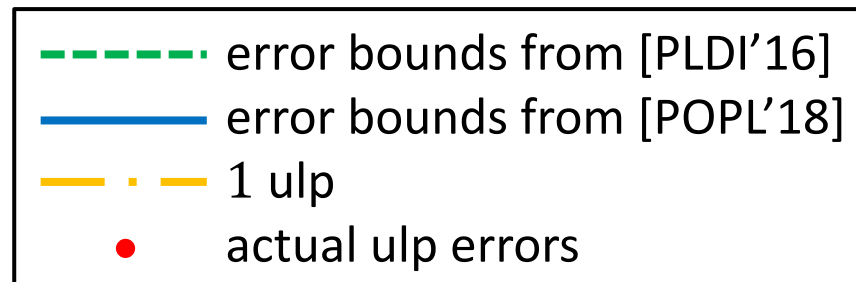 error bounds from [PLDI’16]
error bounds from [POPL’18]
1 ulp
actual ulp errors